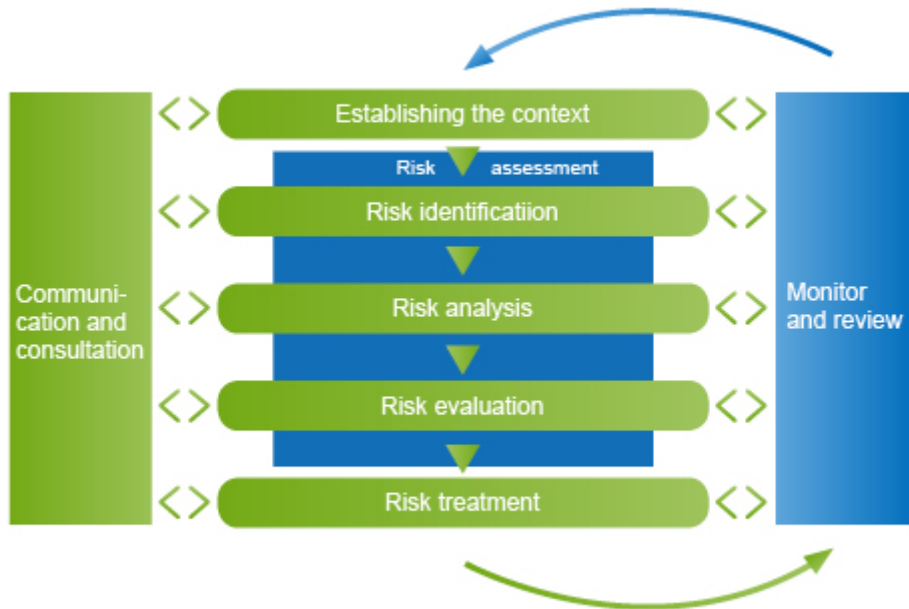 Establishing the context
Risk assessment
Risk identificatiion
Risk analysis
Risk evaluation
Risk treatment
Communi-
cation and
consultation
Monitor
and review